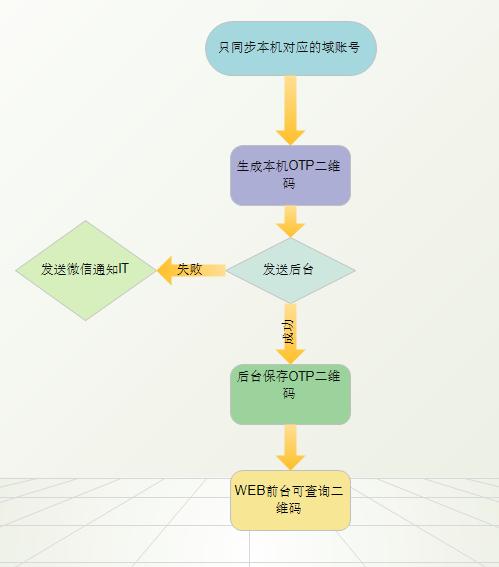 只同步本机对应的域账号
生成本机OTP二维
码
发送微信通知IT
失败
发送后台
成功
后台保存OTP二维
码
WEB前台可查询二
维码